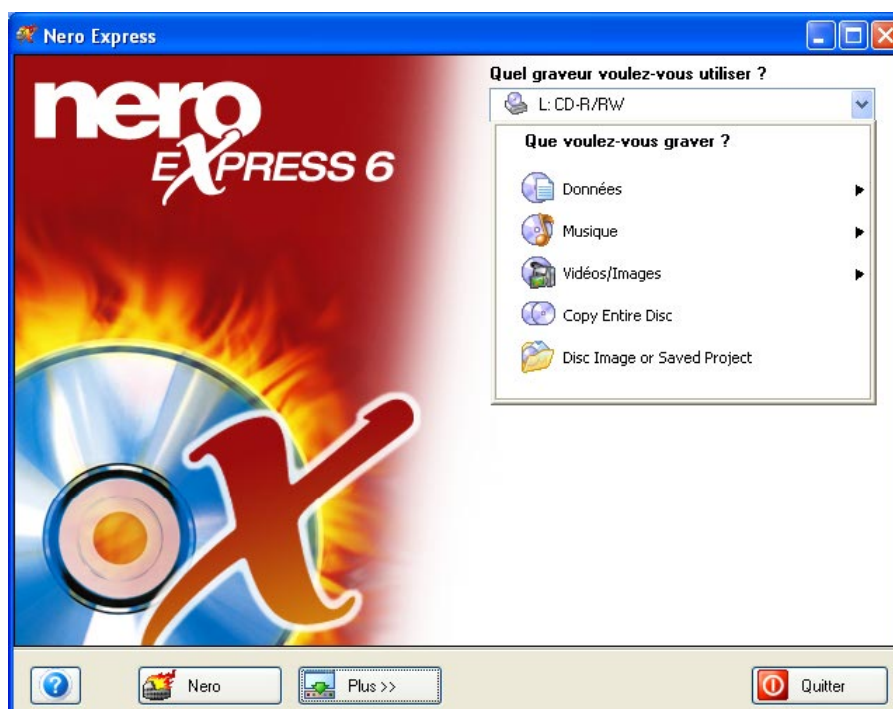 Nero Express
nero
EXPRESS 6
Quel graveur voulez-vous utiliser ?
L: CD-R/RW
Que voulez-vous graver ?
Données
Musique
Vidéos/Images
Copy Entire Disc
Disc Image or Saved Project
?
Nero
Plus >>
Quitter